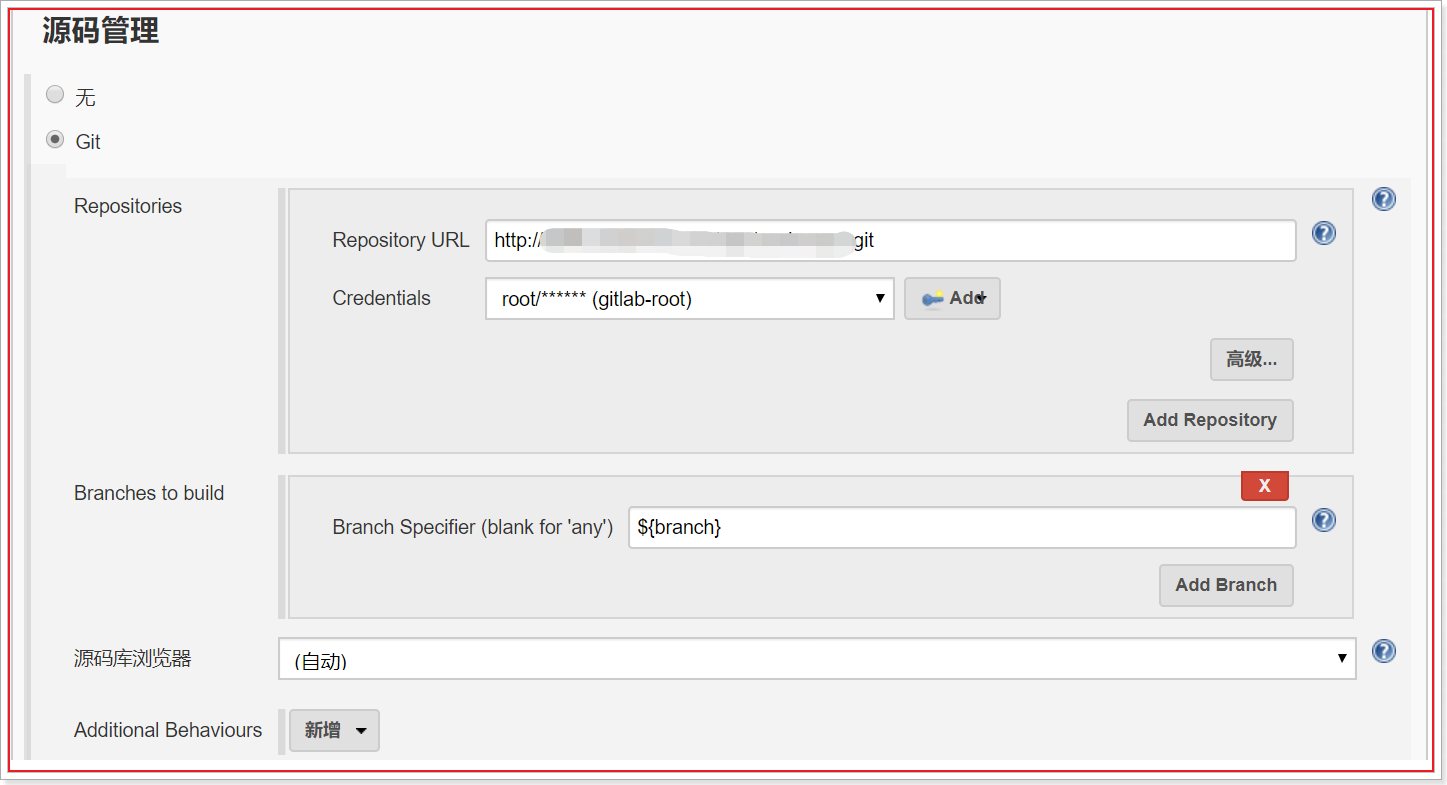 源码管理
无
Git
Repositories
Repository URL http:// git
Credentials root/****** (gitlab-root) Add
高级...
Add Repository
Branches to build
X
Branch Specifier (blank for 'any') ${branch}
Add Branch
源码库浏览器 (自动)
Additional Behaviours 新增